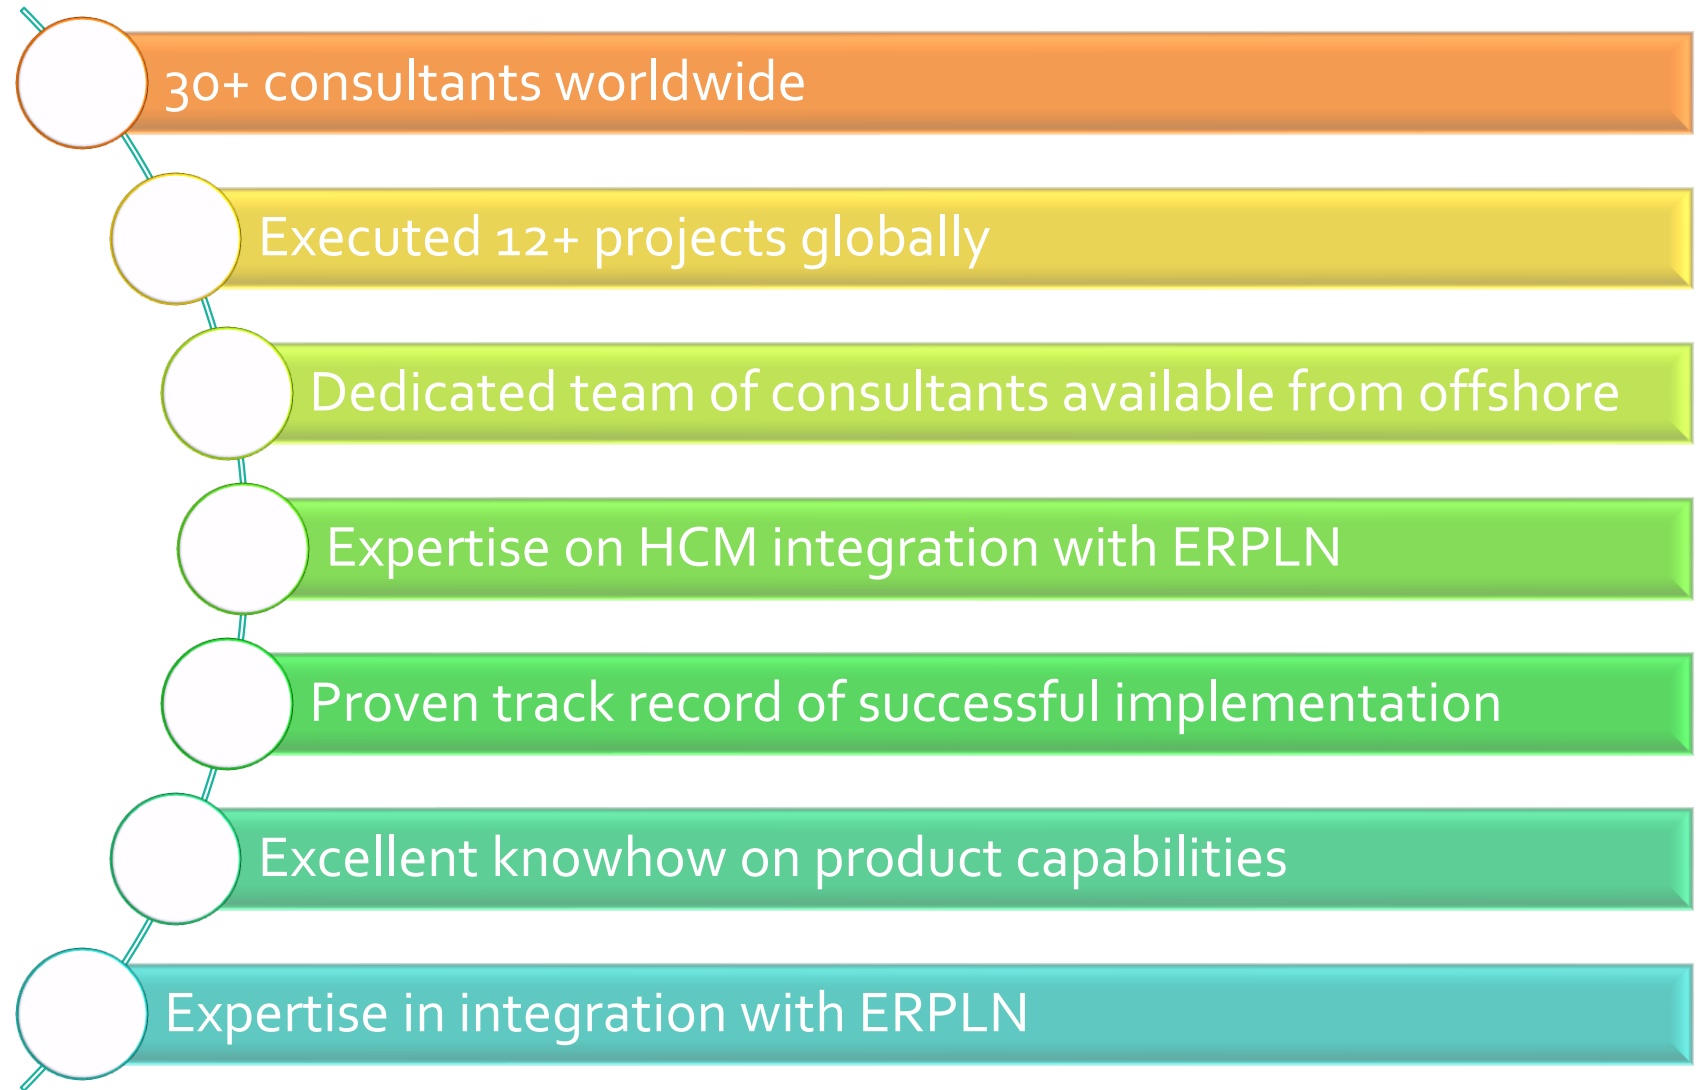 30+ consultants worldwide
Executed 12+ projects globally
Dedicated team of consultants available from offshore
Expertise on HCM integration with ERPLN
Proven track record of successful implementation
Excellent knowhow on product capabilities
Expertise in integration with ERPLN